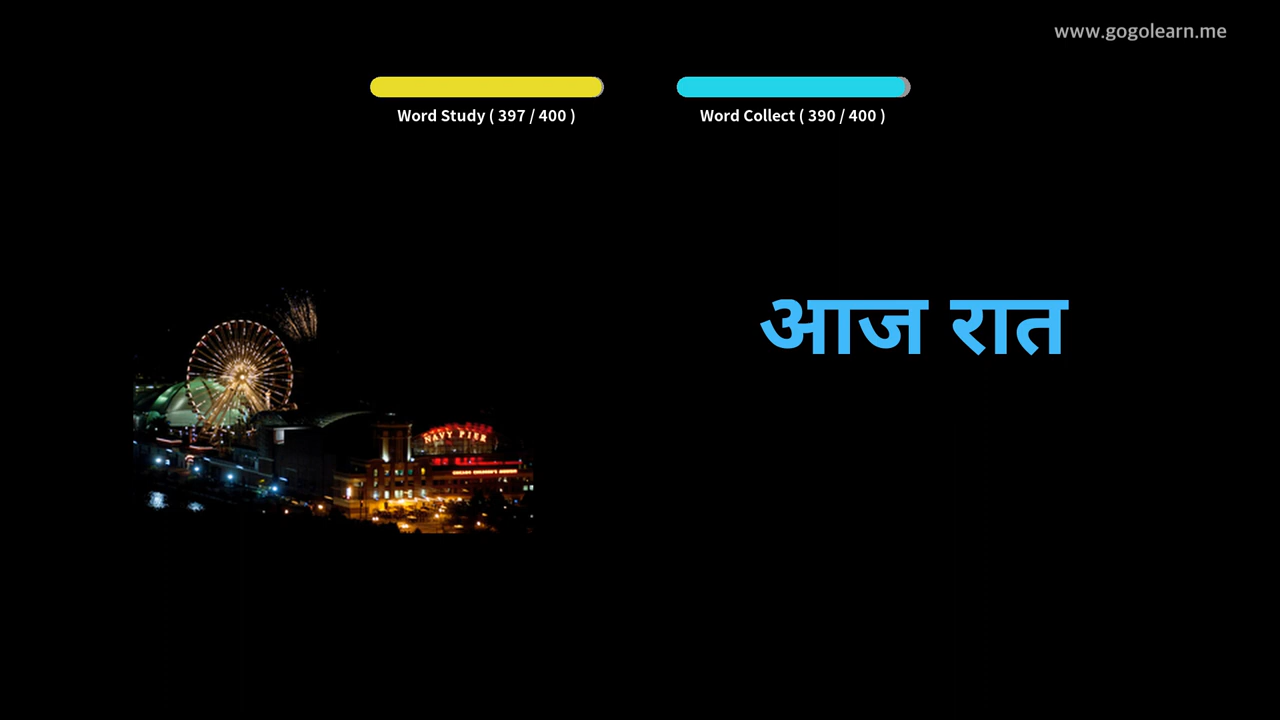 www.gogolearn.me
Word Study ( 397 / 400 )
Word Collect ( 390 / 400 )
आज रात
NAVY PIER